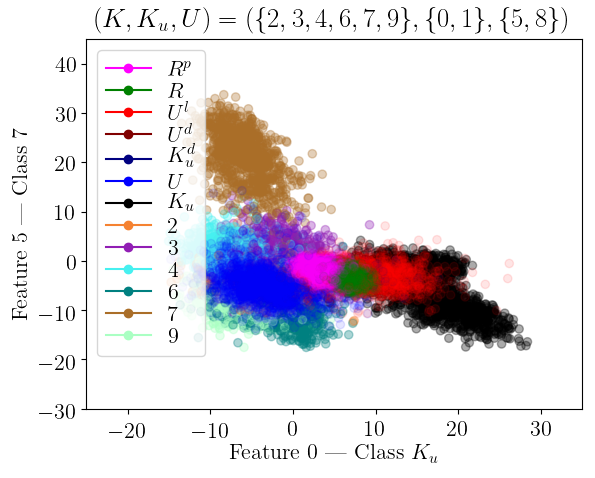 (K, K_u, U) = ({2, 3, 4, 6, 7, 9}, {0, 1}, {5, 8})
Feature 5 — Class 7
40
30
20
10
0
−10
−20
−30
R^p
R
U^l
U^d
K_u^d
U
K_u
2
3
4
6
7
9
−20
−10
0
10
20
30
Feature 0 — Class K_u